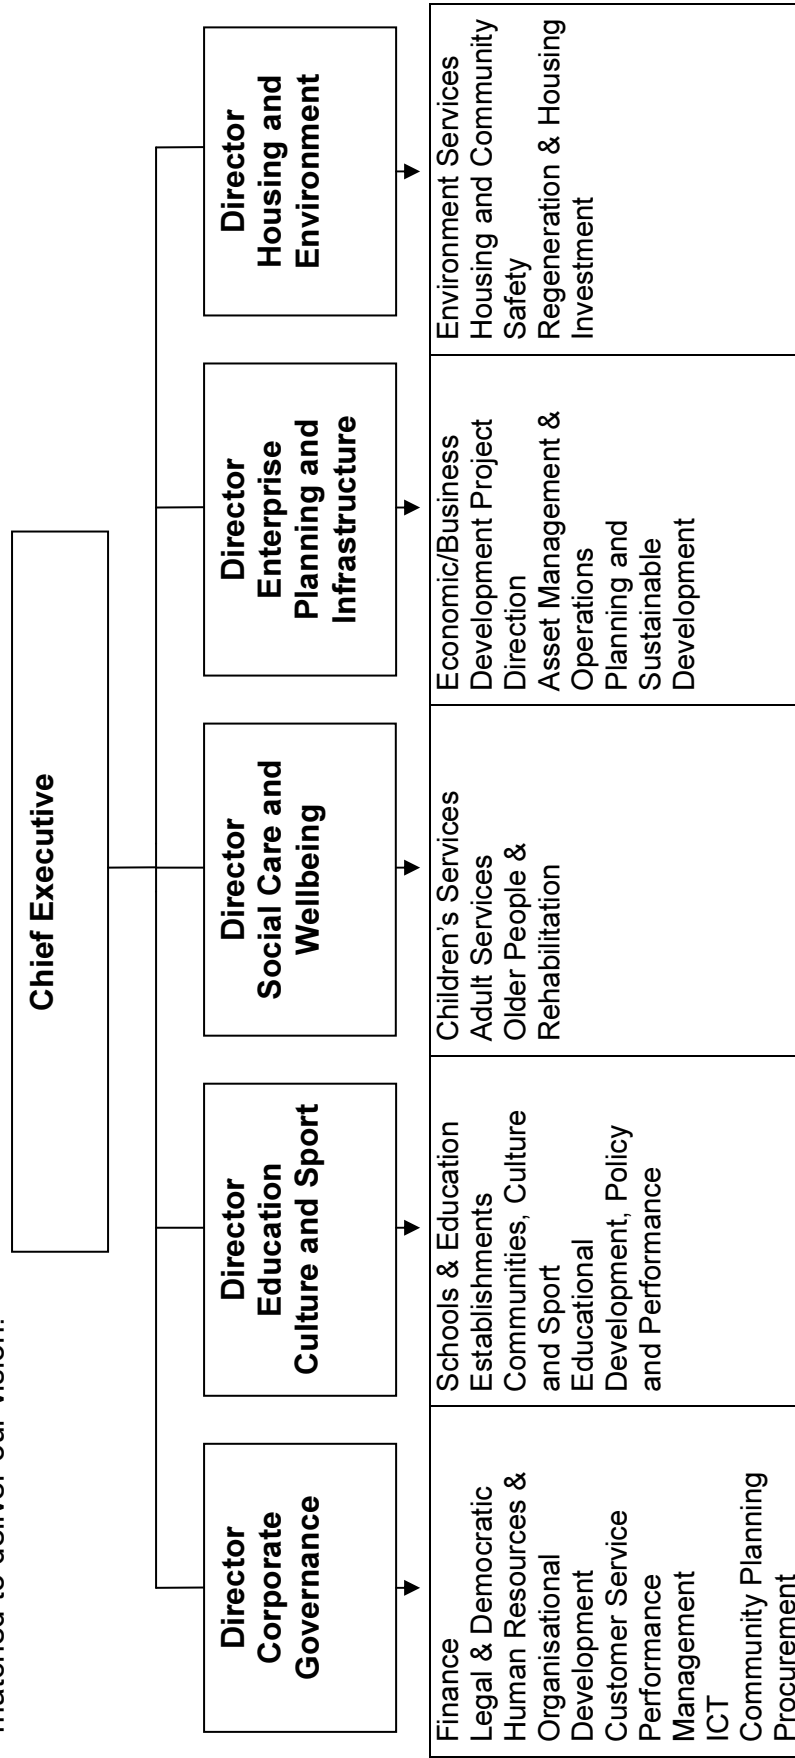 matched to deliver our vision.
Chief Executive
Director
Corporate
Governance
Director
Education
Culture and Sport
Director
Social Care and
Wellbeing
Director
Enterprise
Planning and
Infrastructure
Director
Housing and
Environment
Finance
Legal & Democratic
Human Resources &
Organisational
Development
Customer Service
Performance
Management
ICT
Community Planning
Procurement
Schools & Education
Establishments
Communities, Culture
and Sport
Educational
Development, Policy
and Performance
Children's Services
Adult Services
Older People &
Rehabilitation
Economic/Business
Development Project
Direction
Asset Management &
Operations
Planning and
Sustainable
Development
Environment Services
Housing and Community
Safety
Regeneration & Housing
Investment